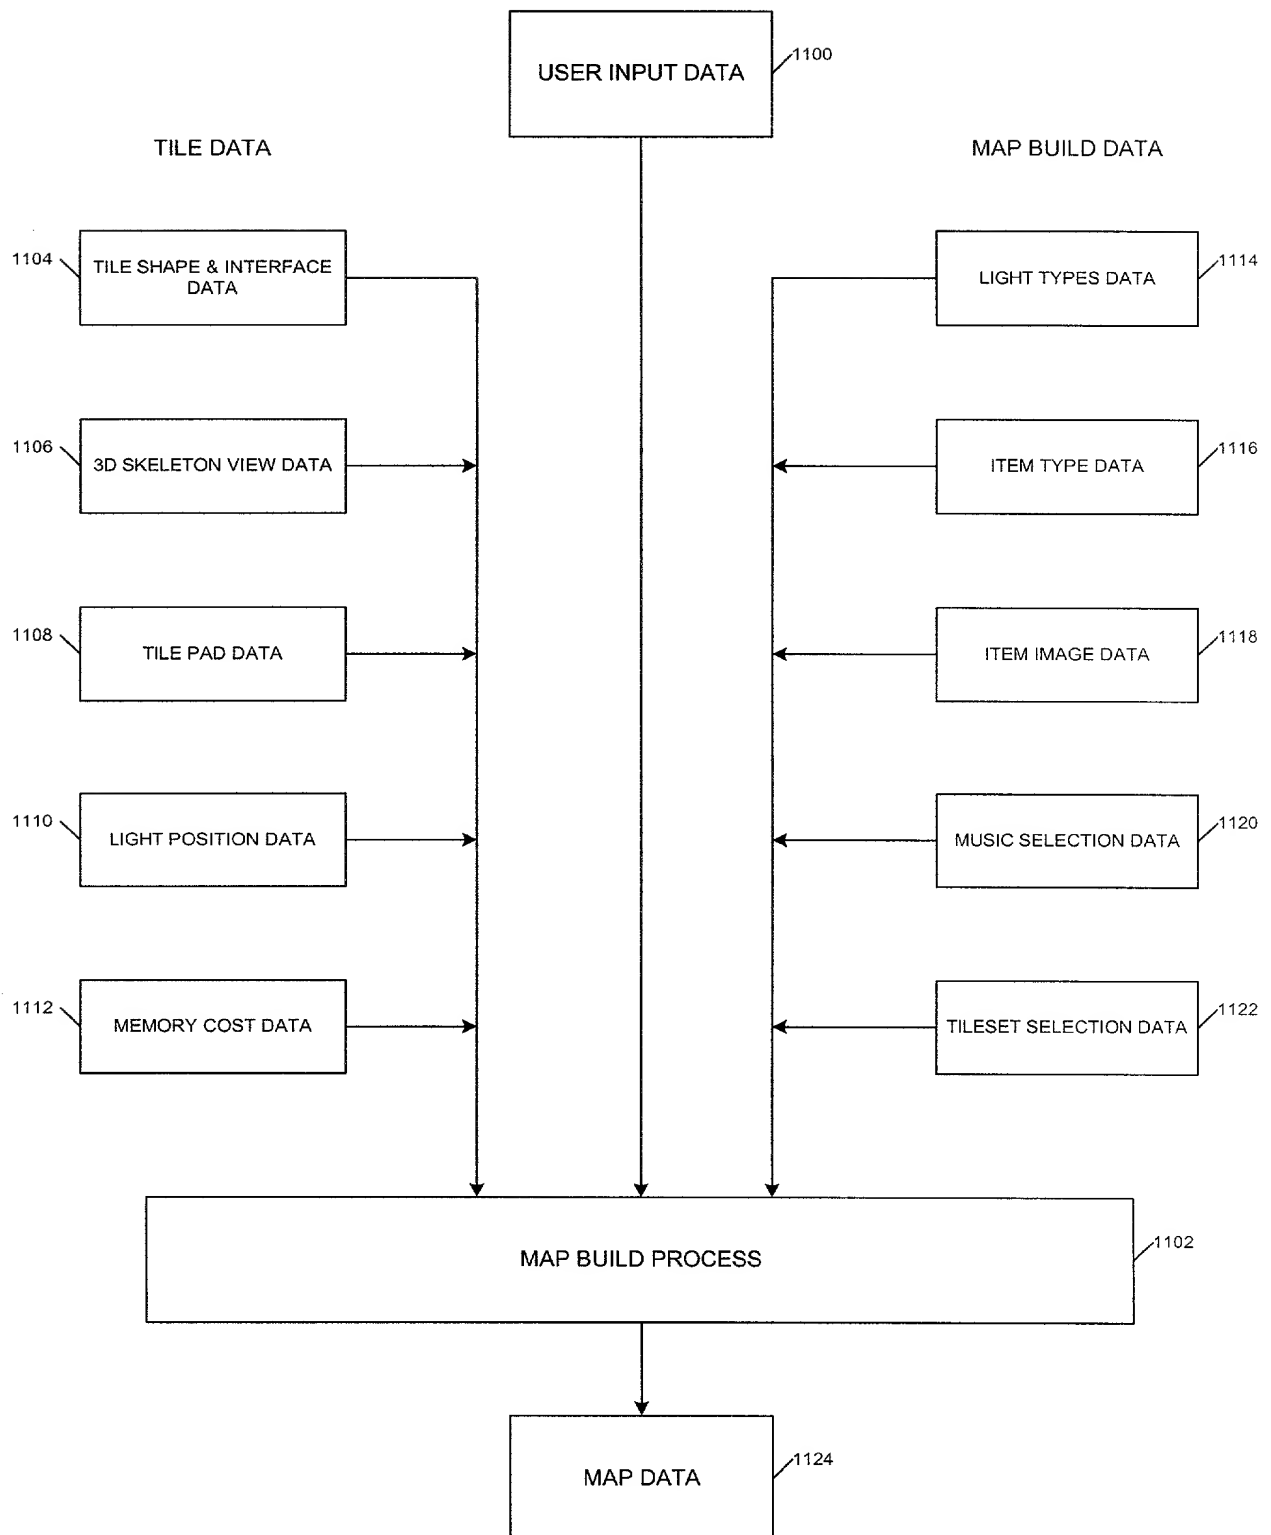 USER INPUT DATA
1100
TILE DATA
MAP BUILD DATA
1104
TILE SHAPE & INTERFACE
DATA
LIGHT TYPES DATA
1114
1106
3D SKELETON VIEW DATA
ITEM TYPE DATA
1116
1108
TILE PAD DATA
ITEM IMAGE DATA
1118
1110
LIGHT POSITION DATA
MUSIC SELECTION DATA
1120
1112
MEMORY COST DATA
TILESET SELECTION DATA
1122
MAP BUILD PROCESS
1102
MAP DATA
1124